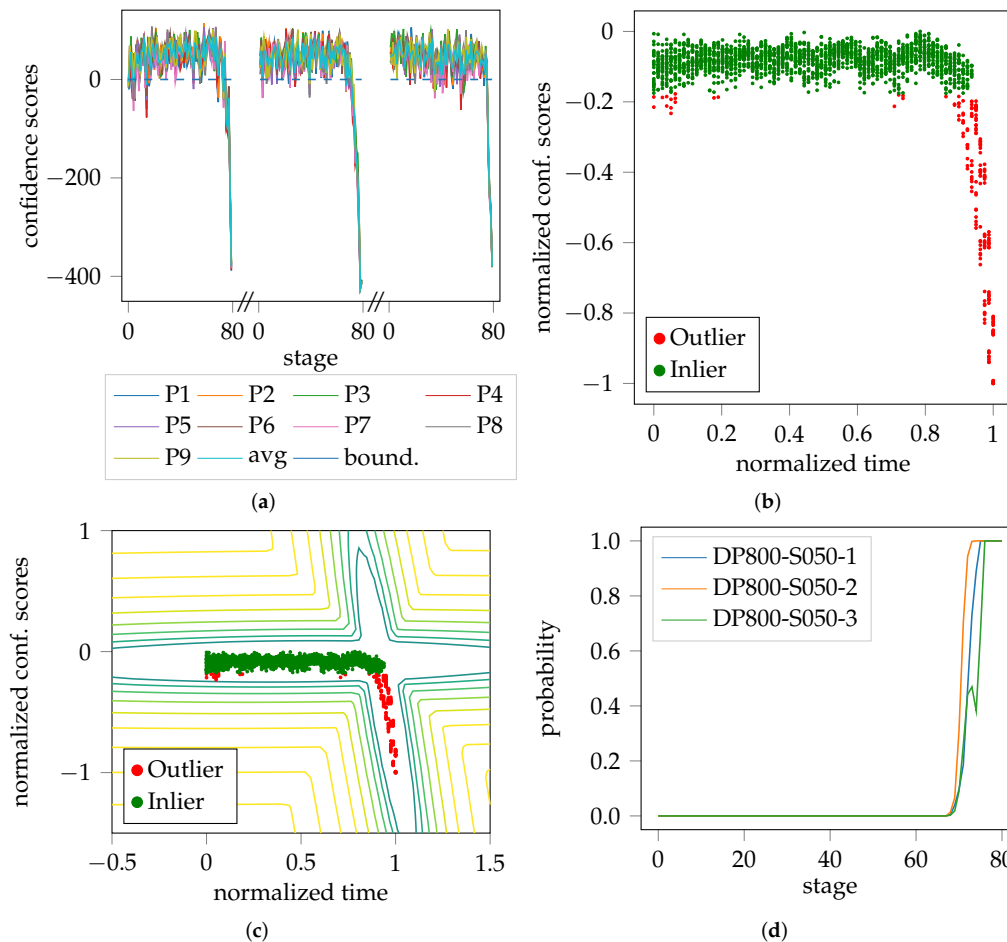 confidence scores
0
−200
−400
0
80
0
80
0
80
stage
P1
P2
P3
P4
P5
P6
P7
P8
P9
avg
bound.
(a)
normalized conf. scores
0
−0.2
−0.4
−0.6
−0.8
−1
Outlier
Inlier
0
0.2
0.4
0.6
0.8
1
normalized time
(b)
normalized conf. scores
1
0
−1
Outlier
Inlier
−0.5
0
0.5
1
1.5
normalized time
(c)
probability
1.0
0.8
0.6
0.4
0.2
0.0
DP800-S050-1
DP800-S050-2
DP800-S050-3
0
20
40
60
80
stage
(d)